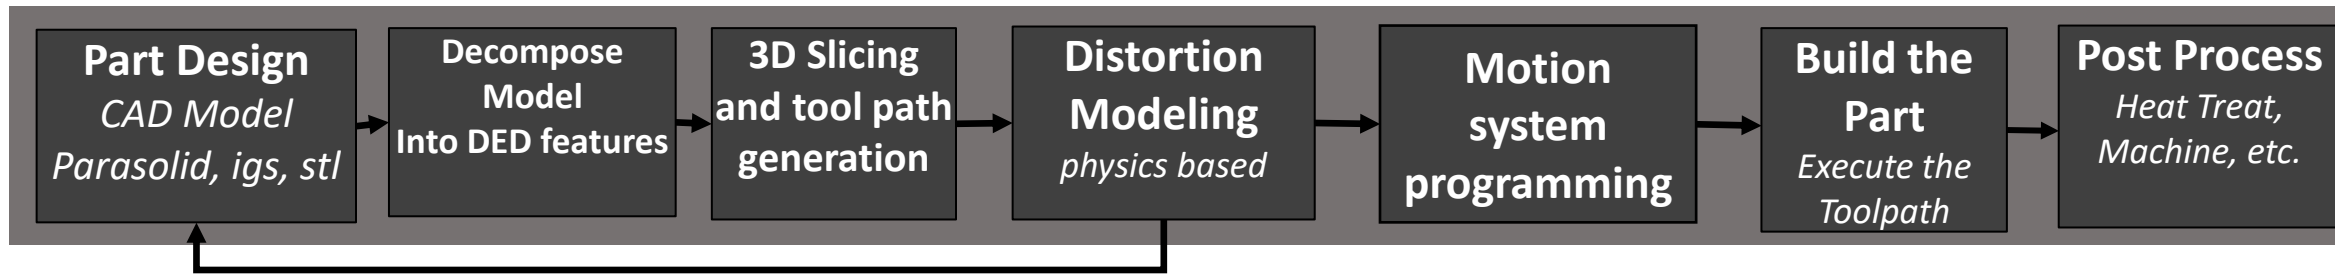 Part Design
CAD Model
Parasolid, igs, stl
Decompose
Model
Into DED features
3D Slicing
and tool path
generation
Distortion
Modeling
physics based
Motion
system
programming
Build the
Part
Execute the
Toolpath
Post Process
Heat Treat,
Machine, etc.